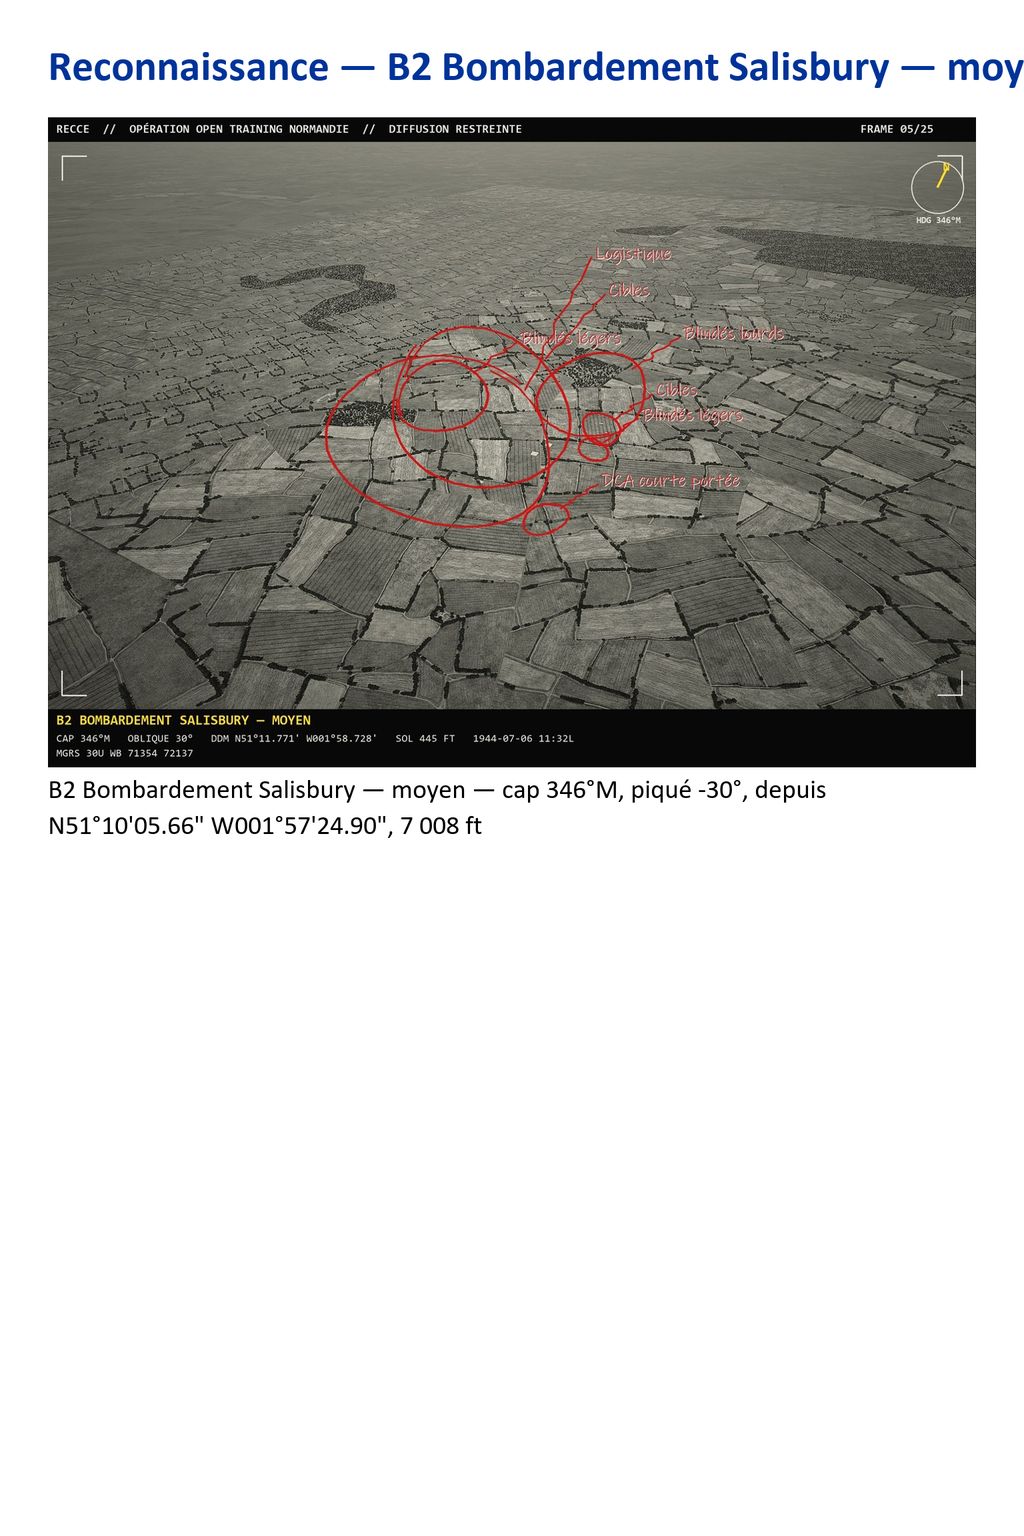 Reconnaissance — B2 Bombardement Salisbury — moy
RECCE // OPÉRATION OPEN TRAINING NORMANDIE // DIFFUSION RESTREINTE FRAME 05/25
N
HDG 346°M
Logistique
Cibles
Blindés légers
Blindés lourds
Cibles
Blindés légers
DCA courte portée
B2 BOMBARDEMENT SALISBURY — MOYEN
CAP 346°M OBLIQUE 30° DDM N51°11.771' W001°58.728' SOL 445 FT 1944-07-06 11:32L
MGRS 30U WB 71354 72137
B2 Bombardement Salisbury — moyen — cap 346°M, piqué -30°, depuis
N51°10'05.66" W001°57'24.90", 7 008 ft